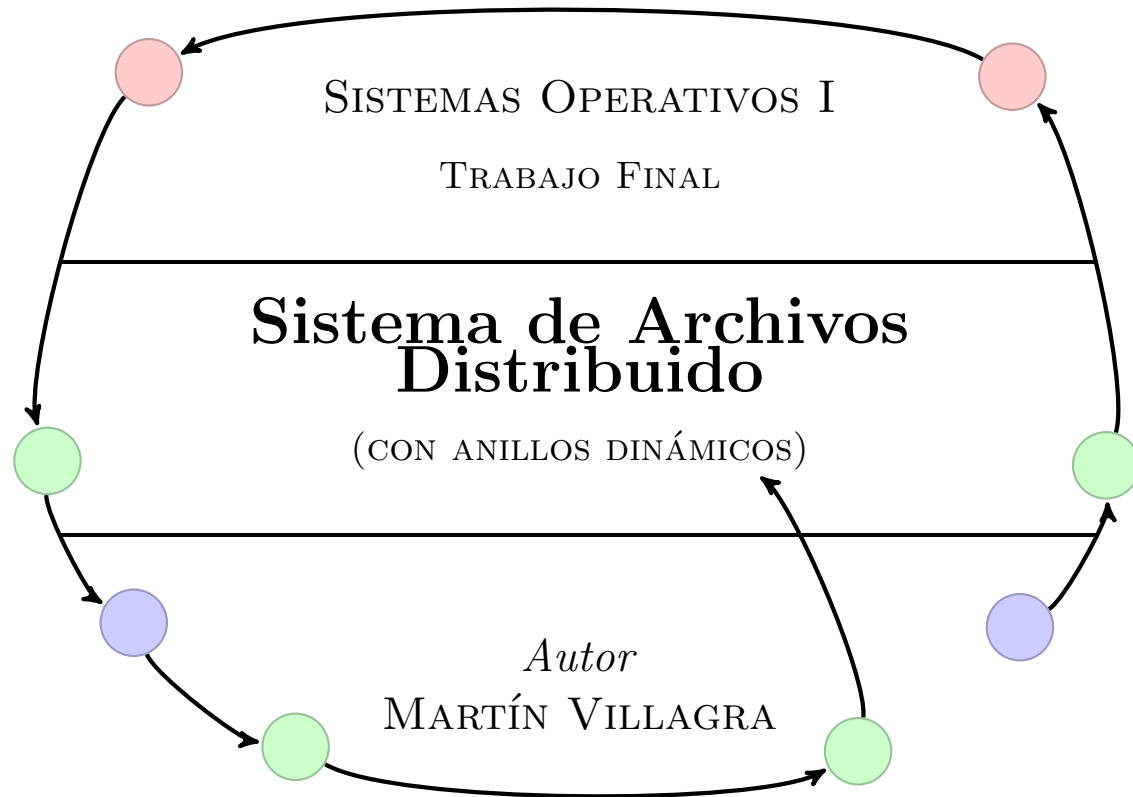 Sistemas Operativos I
Trabajo Final
Sistema de Archivos
Distribuido
(con anillos dinámicos)
Autor
Martín Villagra